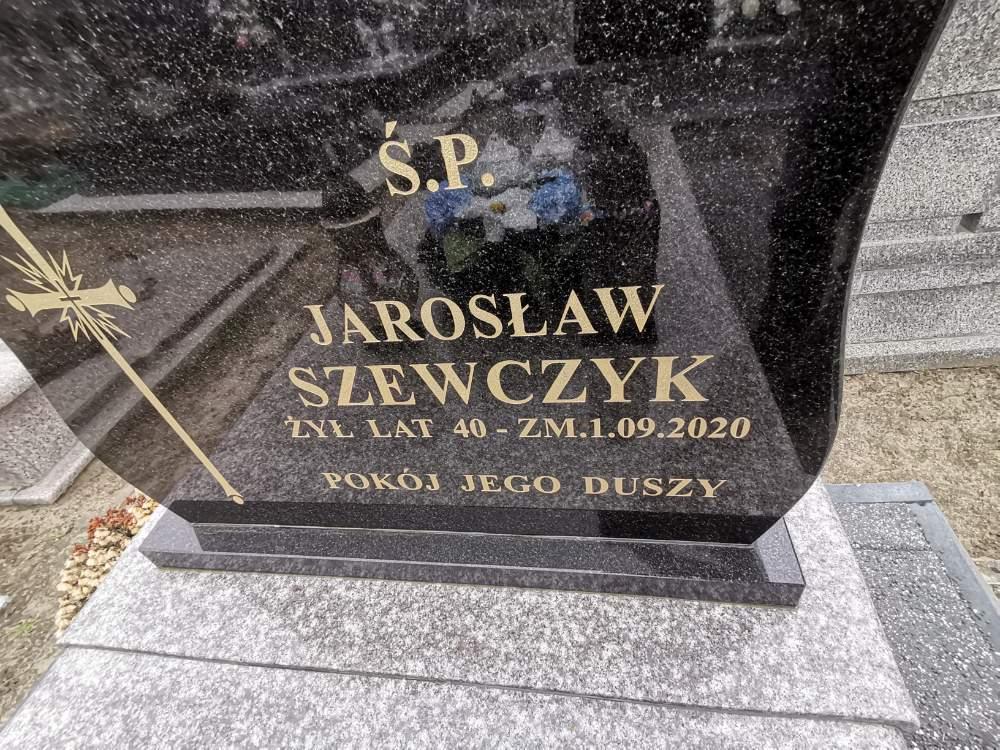 Ś.P.
JAROSŁAW
SZEWCZYK
ŻYŁ LAT 40 - ZM.1.09.2020
POKÓJ JEGO DUSZY